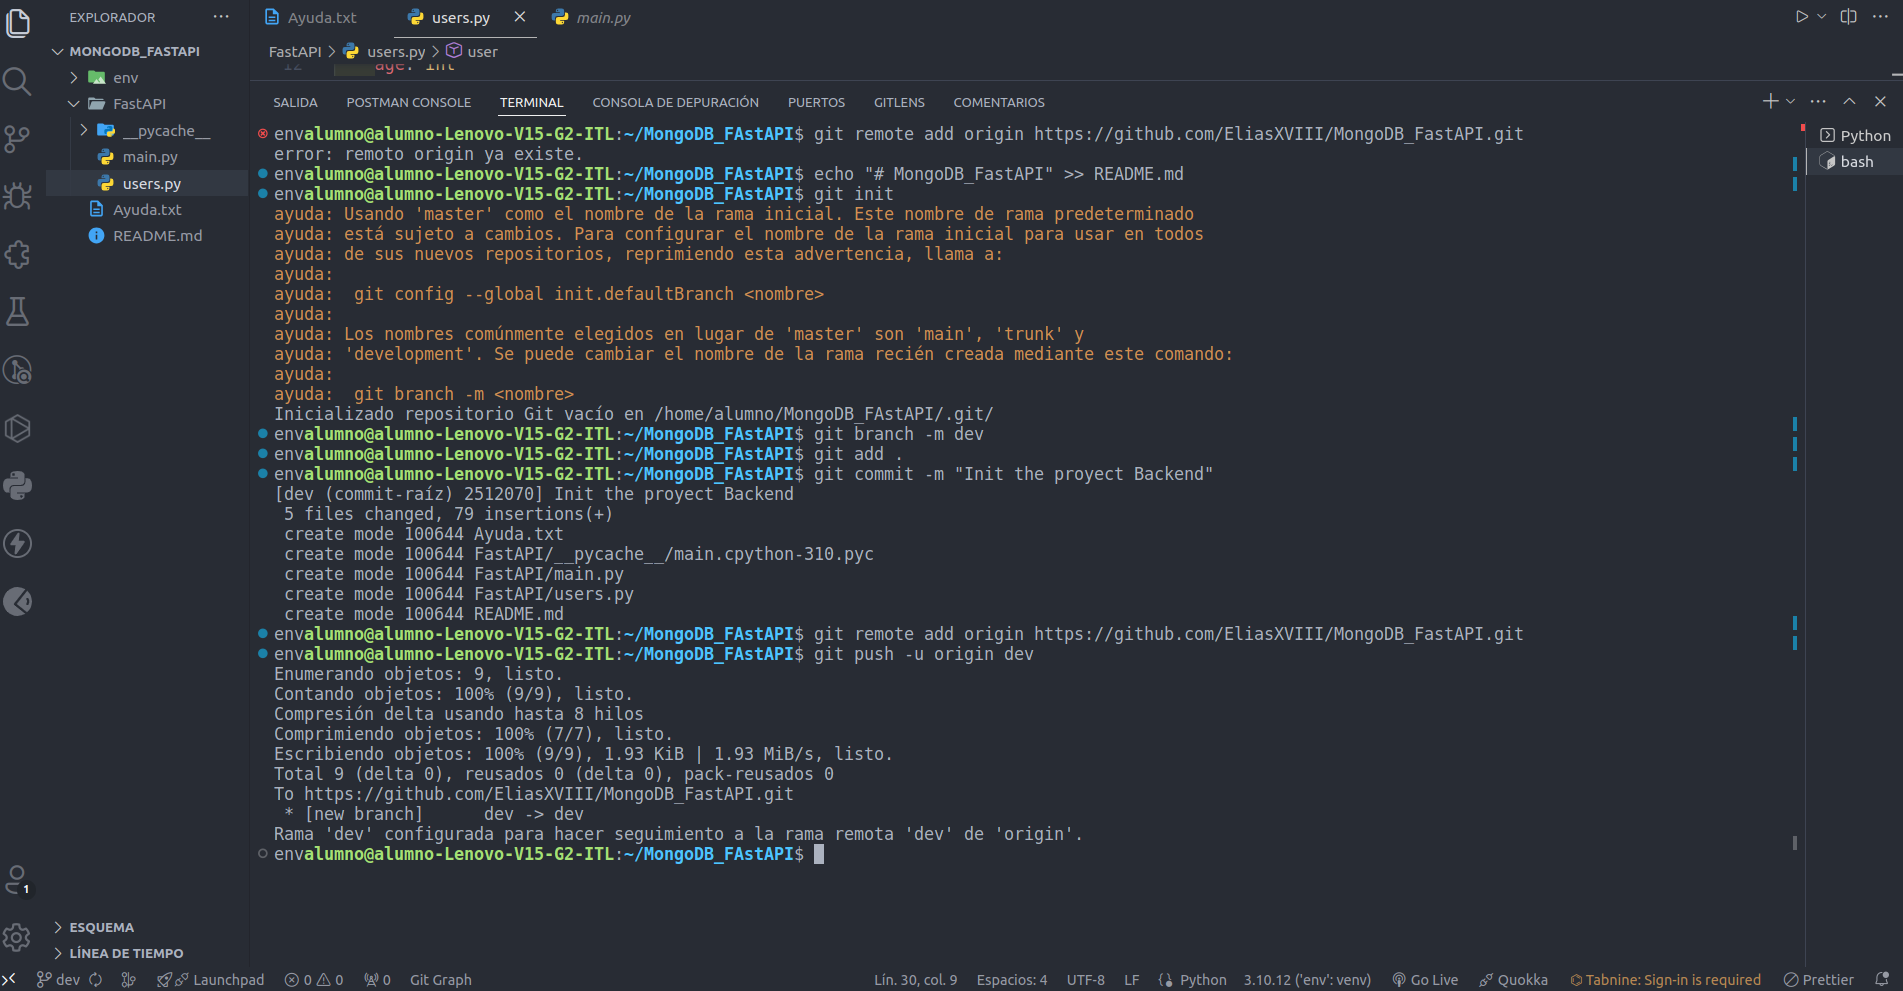 EXPLORADOR ···
MONGODB_FASTAPI
env
FastAPI
__pycache__
main.py
users.py
Ayuda.txt
README.md
ESQUEMA
LÍNEA DE TIEMPO
Ayuda.txt users.py main.py
FastAPI > users.py > user
12 age: int
SALIDA POSTMAN CONSOLE TERMINAL CONSOLA DE DEPURACIÓN PUERTOS GITLENS COMENTARIOS
envalumno@alumno-Lenovo-V15-G2-ITL:~/MongoDB_FAstAPI$ git remote add origin https://github.com/EliasXVIII/MongoDB_FastAPI.git
error: remoto origin ya existe.
envalumno@alumno-Lenovo-V15-G2-ITL:~/MongoDB_FAstAPI$ echo "# MongoDB_FastAPI" >> README.md
envalumno@alumno-Lenovo-V15-G2-ITL:~/MongoDB_FAstAPI$ git init
ayuda: Usando 'master' como el nombre de la rama inicial. Este nombre de rama predeterminado
ayuda: está sujeto a cambios. Para configurar el nombre de la rama inicial para usar en todos
ayuda: de sus nuevos repositorios, reprimiendo esta advertencia, llama a:
ayuda:
ayuda:  git config --global init.defaultBranch <nombre>
ayuda:
ayuda: Los nombres comúnmente elegidos en lugar de 'master' son 'main', 'trunk' y
ayuda: 'development'. Se puede cambiar el nombre de la rama recién creada mediante este comando:
ayuda:
ayuda:  git branch -m <nombre>
Inicializado repositorio Git vacío en /home/alumno/MongoDB_FAstAPI/.git/
envalumno@alumno-Lenovo-V15-G2-ITL:~/MongoDB_FAstAPI$ git branch -m dev
envalumno@alumno-Lenovo-V15-G2-ITL:~/MongoDB_FAstAPI$ git add .
envalumno@alumno-Lenovo-V15-G2-ITL:~/MongoDB_FAstAPI$ git commit -m "Init the proyect Backend"
[dev (commit-raíz) 2512070] Init the proyect Backend
5 files changed, 79 insertions(+)
create mode 100644 Ayuda.txt
create mode 100644 FastAPI/__pycache__/main.cpython-310.pyc
create mode 100644 FastAPI/main.py
create mode 100644 FastAPI/users.py
create mode 100644 README.md
envalumno@alumno-Lenovo-V15-G2-ITL:~/MongoDB_FAstAPI$ git remote add origin https://github.com/EliasXVIII/MongoDB_FastAPI.git
envalumno@alumno-Lenovo-V15-G2-ITL:~/MongoDB_FAstAPI$ git push -u origin dev
Enumerando objetos: 9, listo.
Contando objetos: 100% (9/9), listo.
Compresión delta usando hasta 8 hilos
Comprimiendo objetos: 100% (7/7), listo.
Escribiendo objetos: 100% (9/9), 1.93 KiB | 1.93 MiB/s, listo.
Total 9 (delta 0), reusados 0 (delta 0), pack-reusados 0
To https://github.com/EliasXVIII/MongoDB_FastAPI.git
* [new branch]      dev -> dev
Rama 'dev' configurada para hacer seguimiento a la rama remota 'dev' de 'origin'.
envalumno@alumno-Lenovo-V15-G2-ITL:~/MongoDB_FAstAPI$
Python
bash
1
dev Launchpad 0 0 0 Git Graph Lín. 30, col. 9 Espacios: 4 UTF-8 LF Python 3.10.12 ('env': venv) Go Live Quokka Tabnine: Sign-in is required Prettier